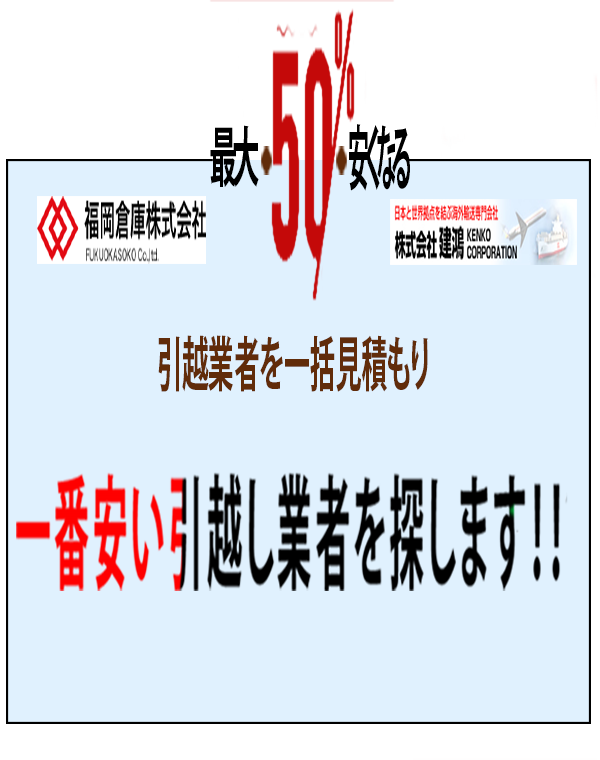 最大50%安くなる
福岡倉庫株式会社
FUKUOKASOKO Co.,ltd.
日本と世界拠点を結ぶ海外輸送専門会社
株式会社 建鴻 KENKO CORPORATION
引越業者を一括見積もり
一番安い引越し業者を探します!!